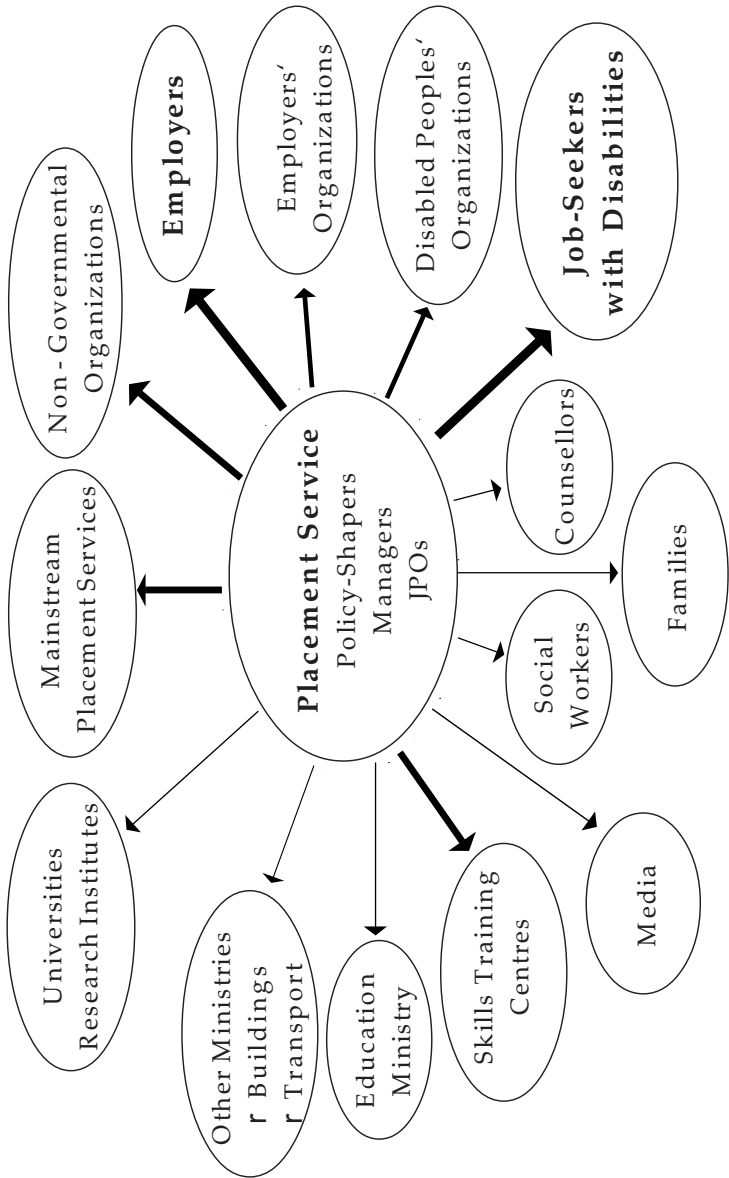 Placement Service
Policy-Shapers
Managers
JPOs
Mainstream
Placement Services
Non - Governmental
Organizations
Employers
Employers‘
Organizations
Disabled Peoples‘
Organizations
Job-Seekers
with Disabilities
Counsellors
Families
Social
Workers
Media
Skills Training
Centres
Education
Ministry
Other Ministries
r Buildings
r Transport
Universities
Research Institutes